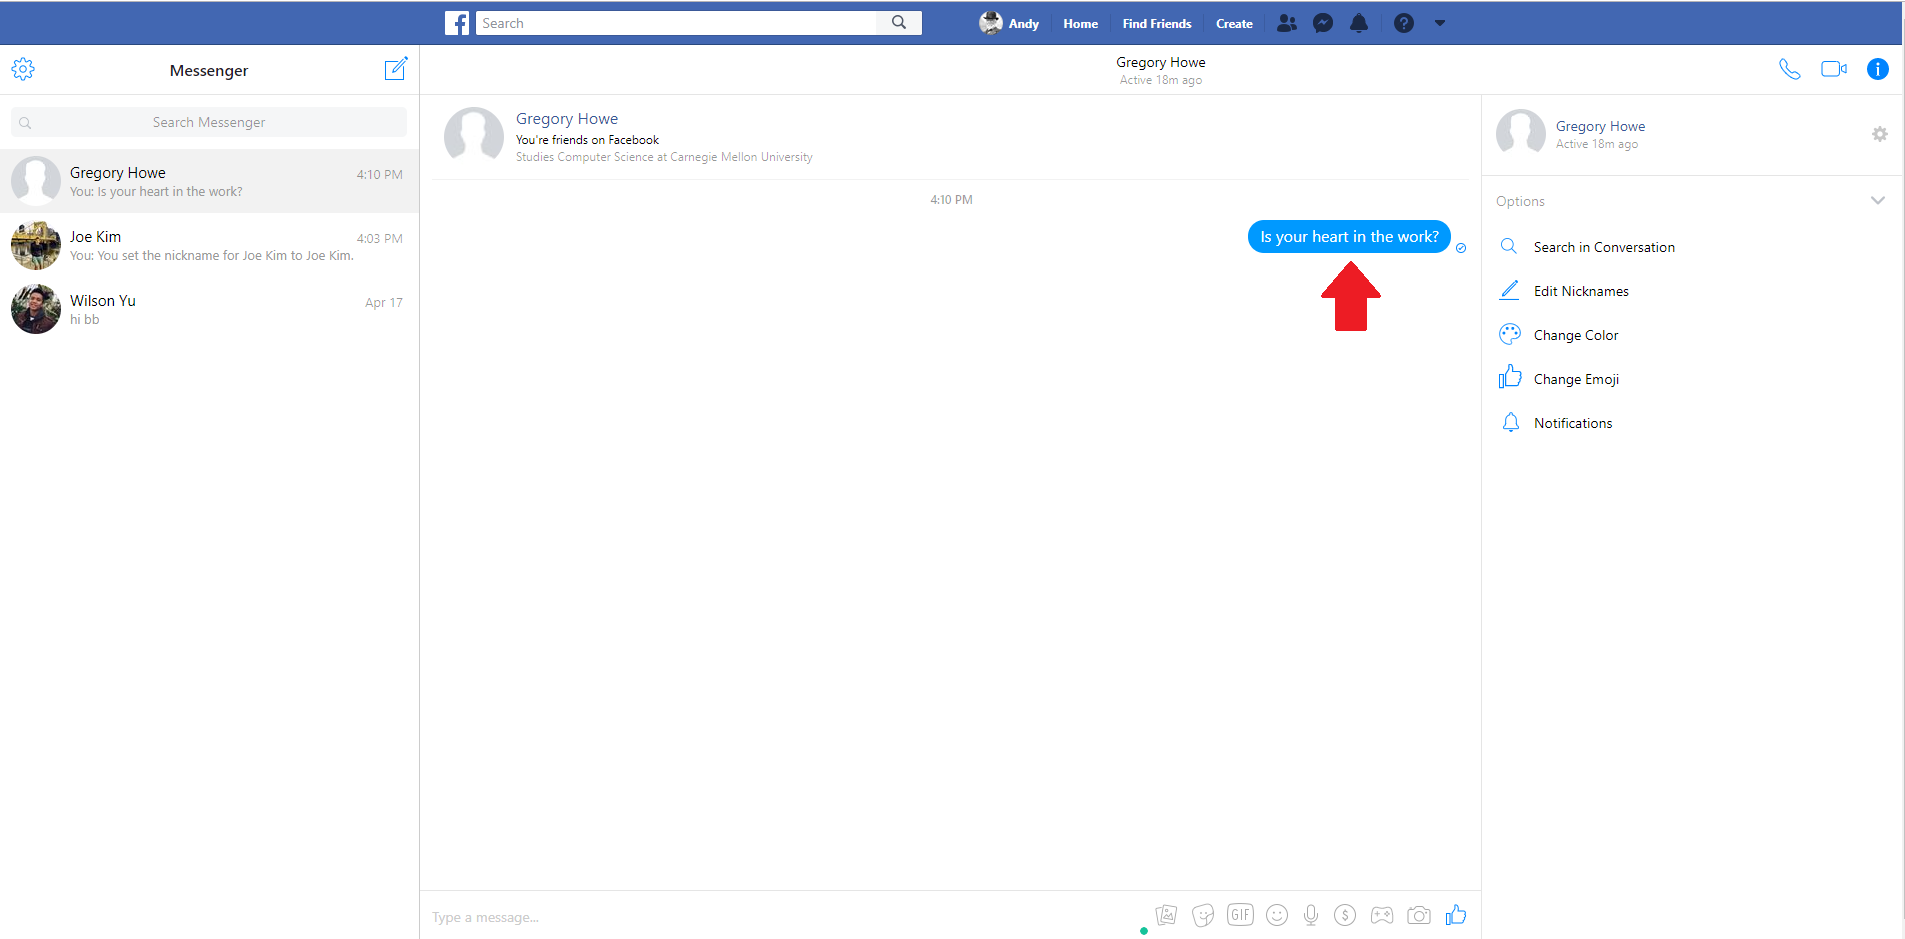 Search
Andy
Home
Find Friends
Create
Messenger
Gregory Howe
Active 18m ago
Search Messenger
Gregory Howe
4:10 PM
You: Is your heart in the work?
Joe Kim
4:03 PM
You: You set the nickname for Joe Kim to Joe Kim.
Wilson Yu
Apr 17
hi bb
Gregory Howe
You're friends on Facebook
Studies Computer Science at Carnegie Mellon University
4:10 PM
Is your heart in the work?
Type a message...
GIF
$
Gregory Howe
Active 18m ago
Options
Search in Conversation
Edit Nicknames
Change Color
Change Emoji
Notifications